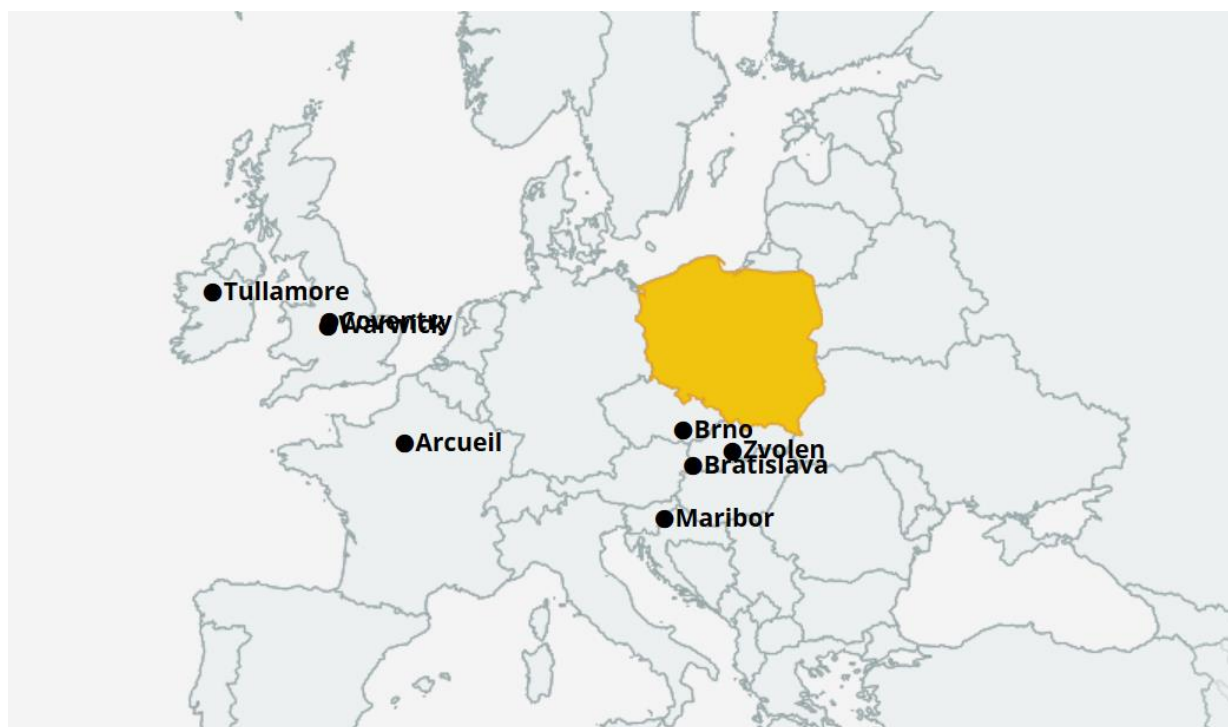 Tullamore
Coventry
Warwick
Brno
Arcueil
Zvolen
Bratislava
Maribor